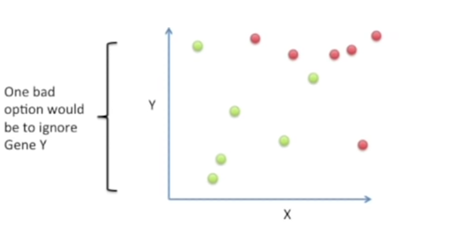 One bad
option would
be to ignore
Gene Y
Y
X